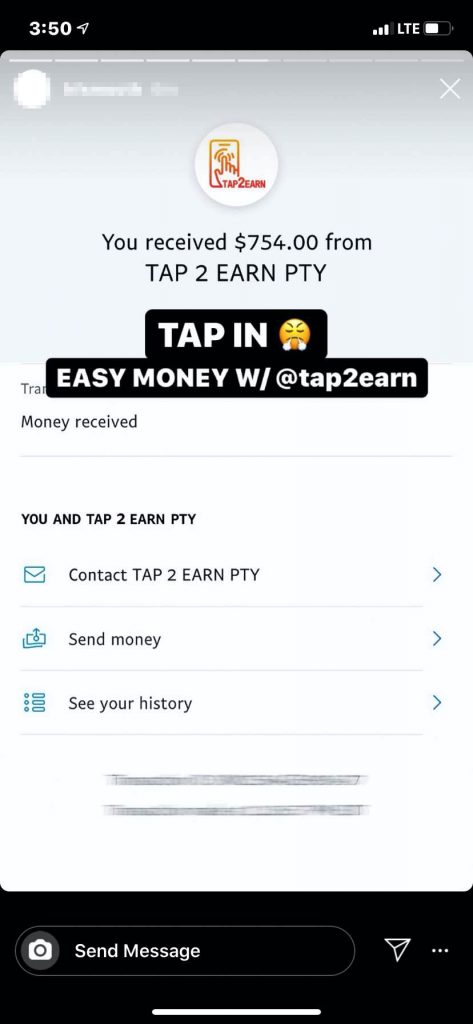 3:50
LTE
TAP2EARN
You received $754.00 from
TAP 2 EARN PTY
TAP IN 😤
EASY MONEY W/ @tap2earn
Money received
YOU AND TAP 2 EARN PTY
Contact TAP 2 EARN PTY
Send money
See your history
Send Message